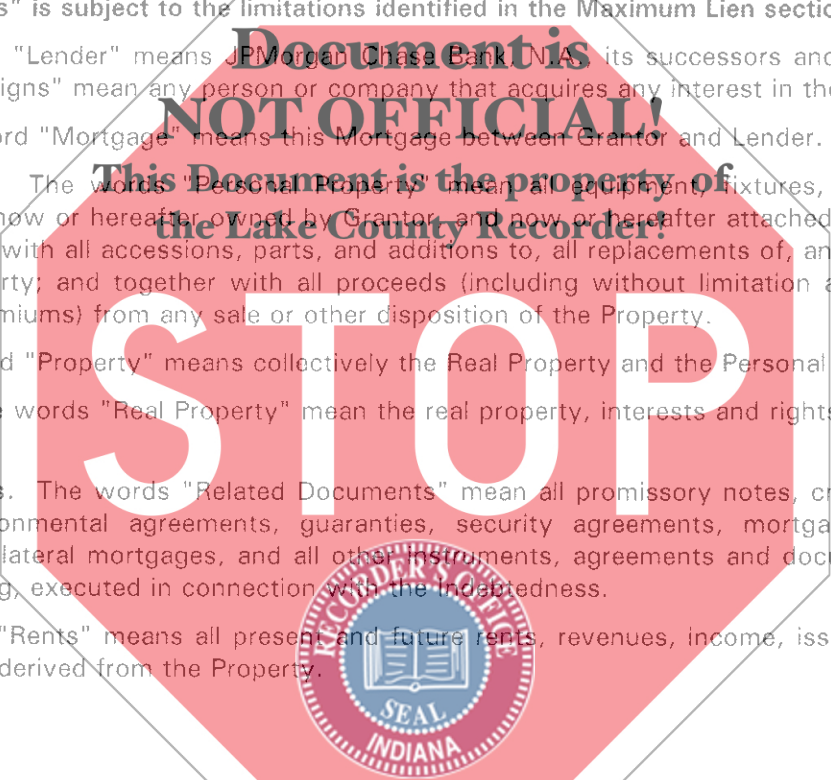 s" is subject to the limitations identified in the Maximum Lien sectio
Document is
"Lender" means JPMorgan Chase Bank, N.A., its successors and
igns" mean any person or company that acquires any interest in the
NOT OFFICIAL!
rd "Mortgage" means this Mortgage between Grantor and Lender.
This Document is the property of
The words "Personal Property" mean all equipment, fixtures,
the Lake County Recorder!
now or hereafter owned by Grantor, and now or hereafter attached
with all accessions, parts, and additions to, all replacements of, an
rty; and together with all proceeds (including without limitation a
miums) from any sale or other disposition of the Property.
d "Property" means collectively the Real Property and the Personal
e words "Real Property" mean the real property, interests and rights
STOP
s. The words "Related Documents" mean all promissory notes, cr
onmental agreements, guaranties, security agreements, mortga
lateral mortgages, and all other instruments, agreements and doc
g, executed in connection with the Indebtedness.
"Rents" means all present and future rents, revenues, income, iss
derived from the Property.
RECORDER'S OFFICE
SEAL
INDIANA